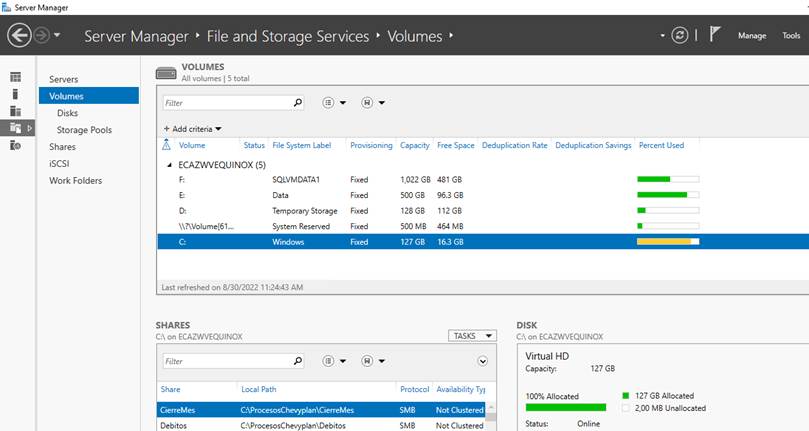 Server Manager
Server Manager ‣ File and Storage Services ‣ Volumes ‣
Manage Tools
Servers
Volumes
Disks
Storage Pools
Shares
iSCSI
Work Folders
VOLUMES
All volumes | 5 total
Filter
+ Add criteria
Volume Status File System Label Provisioning Capacity Free Space Deduplication Rate Deduplication Savings Percent Used
ECAZWVEQUINOX (5)
F: SQLVMDATA1 Fixed 1,022 GB 481 GB
E: Data Fixed 500 GB 96.3 GB
D: Temporary Storage Fixed 128 GB 112 GB
\\?\Volume{61... System Reserved Fixed 500 MB 464 MB
C: Windows Fixed 127 GB 16.3 GB
Last refreshed on 8/30/2022 11:24:43 AM
SHARES
C:\ on ECAZWVEQUINOX
TASKS
Filter
Share Local Path Protocol Availability Typ
CierreMes C:\ProcesosChevyplan\CierreMes SMB Not Clustered
Debitos C:\ProcesosChevyplan\Debitos SMB Not Clustered
DISK
C:\ on ECAZWVEQUINOX
Virtual HD
Capacity: 127 GB
100% Allocated 127 GB Allocated
2,00 MB Unallocated
Status: Online